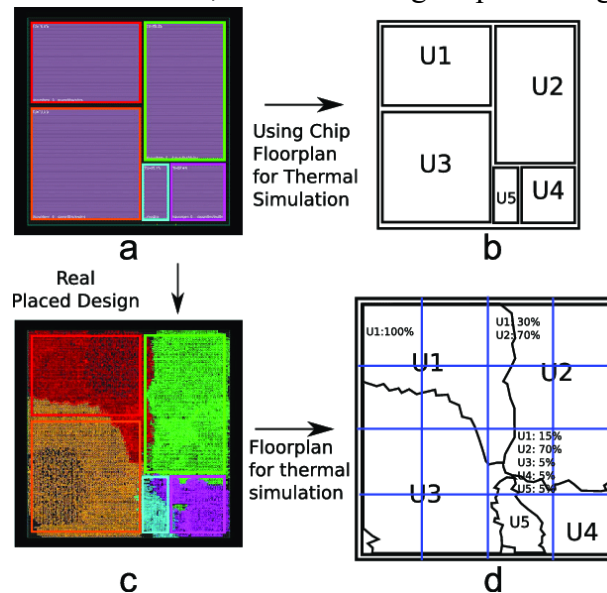 U1
U2
U3
U5
U4
Using Chip
Floorplan
for Thermal
Simulation
a
b
Real
Placed Design
U1:100%
U1: 30%
U2: 70%
U1
U2
U1: 15%
U2: 70%
U3: 5%
U4: 5%
U5: 5%
U3
U5
U4
Floorplan
for thermal
simulation
c
d